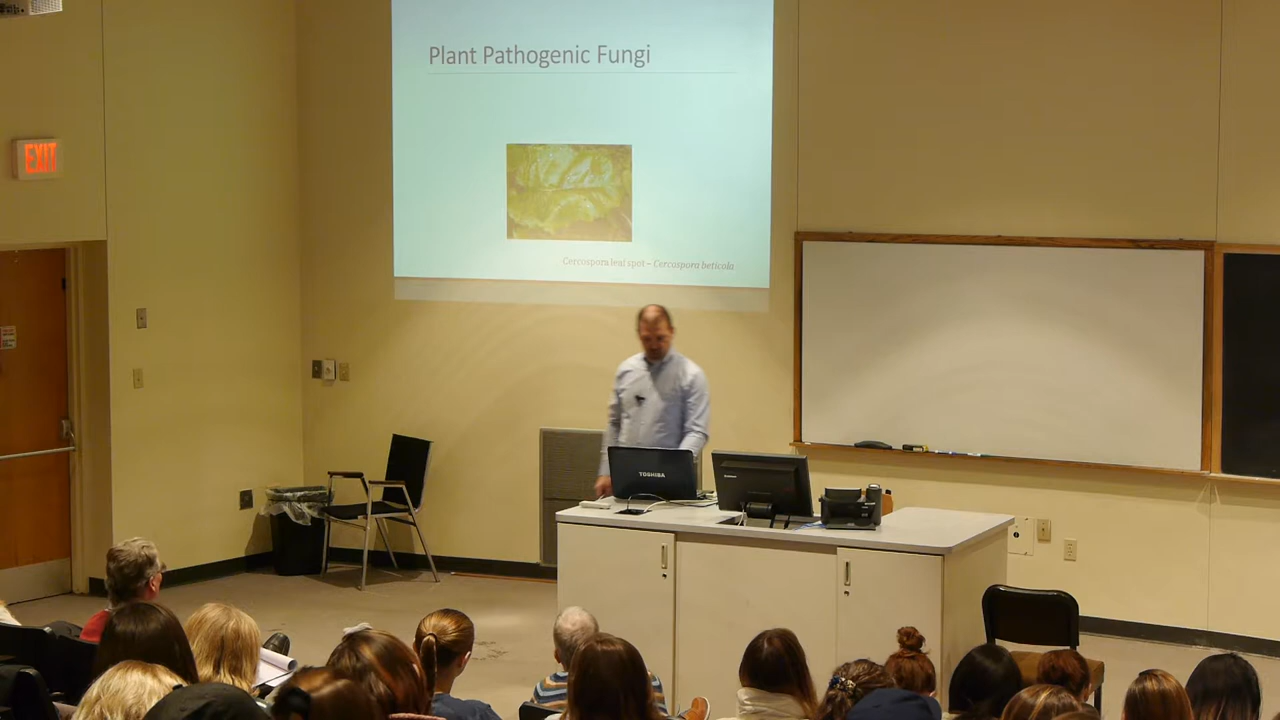 Plant Pathogenic Fungi
EXIT
Cercospora leaf spot – Cercospora beticola
TOSHIBA